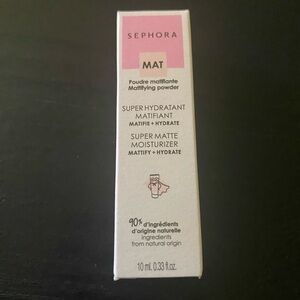 SEPHORA
MAT
Poudre matifiante
Mattifying powder
SUPER HYDRATANT
MATIFIANT
MATIFIE + HYDRATE
SUPER MATTE
MOISTURIZER
MATTIFY + HYDRATE
90% d'ingrédients
d'origine naturelle
ingredients
from natural origin
10 ml. 0.33 fl.oz.